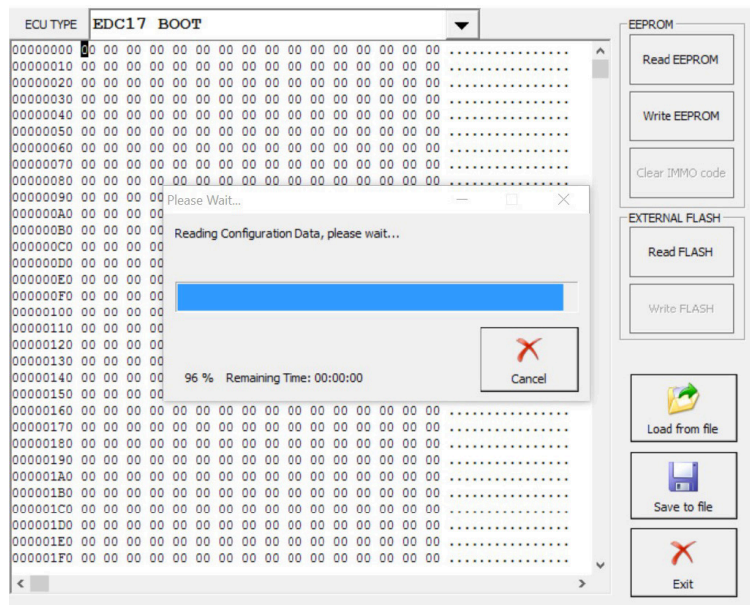 ECU TYPE EDC17 BOOT
EEPROM
Read EEPROM
Write EEPROM
Clear IMMO code
EXTERNAL FLASH
Read FLASH
Write FLASH
Load from file
Save to file
Exit
00000000 00 00 00 00 00 00 00 00 00 00 00 00 00 00 00 00 ................
00000010 00 00 00 00 00 00 00 00 00 00 00 00 00 00 00 00 ................
00000020 00 00 00 00 00 00 00 00 00 00 00 00 00 00 00 00 ................
00000030 00 00 00 00 00 00 00 00 00 00 00 00 00 00 00 00 ................
00000040 00 00 00 00 00 00 00 00 00 00 00 00 00 00 00 00 ................
00000050 00 00 00 00 00 00 00 00 00 00 00 00 00 00 00 00 ................
00000060 00 00 00 00 00 00 00 00 00 00 00 00 00 00 00 00 ................
00000070 00 00 00 00 00 00 00 00 00 00 00 00 00 00 00 00 ................
00000080 00 00 00 00 00 00 00 00 00 00 00 00 00 00 00 00 ................
00000090 00 00 00
000000A0 00 00 00
000000B0 00 00 00
000000C0 00 00 00
000000D0 00 00 00
000000E0 00 00 00
000000F0 00 00 00
00000100 00 00 00
00000110 00 00 00
00000120 00 00 00
00000130 00 00 00
00000140 00 00 00
00000150 00 00 00
Please Wait...
Reading Configuration Data, please wait...
96 % Remaining Time: 00:00:00
Cancel
00000160 00 00 00 00 00 00 00 00 00 00 00 00 00 00 00 00 ................
00000170 00 00 00 00 00 00 00 00 00 00 00 00 00 00 00 00 ................
00000180 00 00 00 00 00 00 00 00 00 00 00 00 00 00 00 00 ................
00000190 00 00 00 00 00 00 00 00 00 00 00 00 00 00 00 00 ................
000001A0 00 00 00 00 00 00 00 00 00 00 00 00 00 00 00 00 ................
000001B0 00 00 00 00 00 00 00 00 00 00 00 00 00 00 00 00 ................
000001C0 00 00 00 00 00 00 00 00 00 00 00 00 00 00 00 00 ................
000001D0 00 00 00 00 00 00 00 00 00 00 00 00 00 00 00 00 ................
000001E0 00 00 00 00 00 00 00 00 00 00 00 00 00 00 00 00 ................
000001F0 00 00 00 00 00 00 00 00 00 00 00 00 00 00 00 00 ................